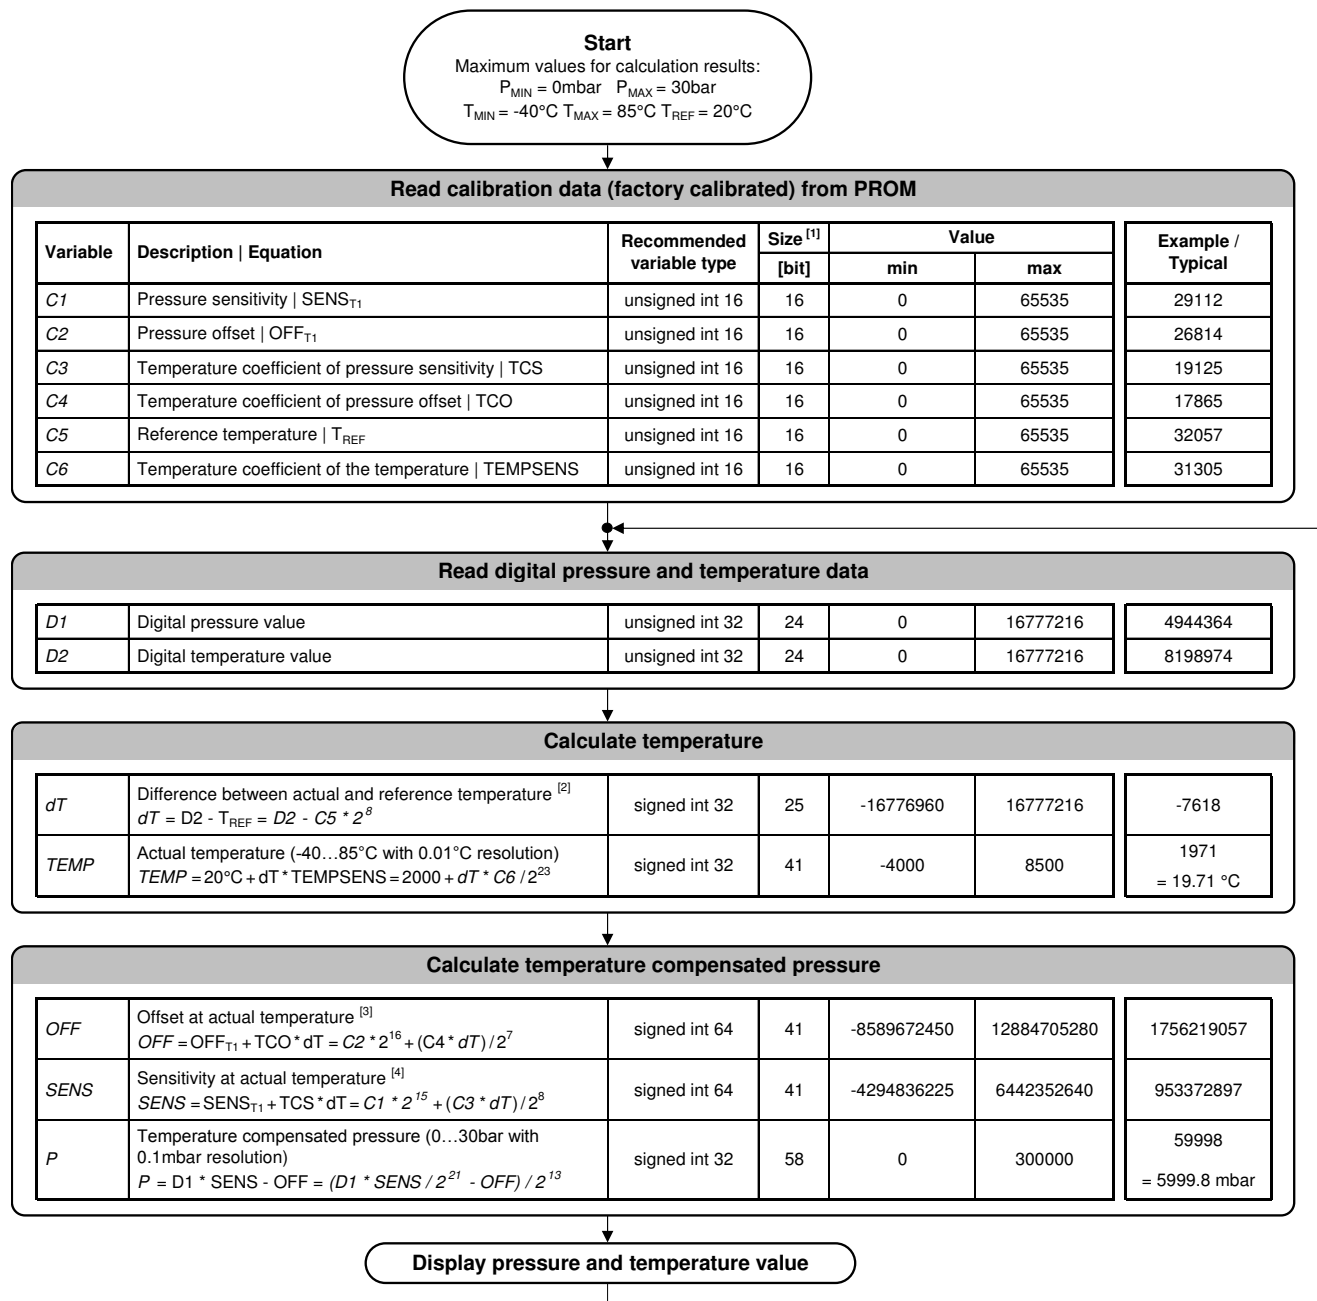 Start
Maximum values for calculation results:
P_MIN = 0mbar P_MAX = 30bar
T_MIN = -40°C T_MAX = 85°C T_REF = 20°C
Read calibration data (factory calibrated) from PROM
Variable | Description | Equation | Recommended variable type | Size [1] [bit] | Value min | max | Example / Typical
C1 Pressure sensitivity | SENS_T1 unsigned int 16 16 0 65535 29112
C2 Pressure offset | OFF_T1 unsigned int 16 16 0 65535 26814
C3 Temperature coefficient of pressure sensitivity | TCS unsigned int 16 16 0 65535 19125
C4 Temperature coefficient of pressure offset | TCO unsigned int 16 16 0 65535 17865
C5 Reference temperature | T_REF unsigned int 16 16 0 65535 32057
C6 Temperature coefficient of the temperature | TEMPSENS unsigned int 16 16 0 65535 31305
Read digital pressure and temperature data
D1 Digital pressure value unsigned int 32 24 0 16777216 4944364
D2 Digital temperature value unsigned int 32 24 0 16777216 8198974
Calculate temperature
dT Difference between actual and reference temperature [2]
dT = D2 - T_REF = D2 - C5 * 2^8
signed int 32 25 -16776960 16777216 -7618
TEMP Actual temperature (-40…85°C with 0.01°C resolution)
TEMP = 20°C + dT * TEMPSENS = 2000 + dT * C6 / 2^23
signed int 32 41 -4000 8500 1971
= 19.71 °C
Calculate temperature compensated pressure
OFF Offset at actual temperature [3]
OFF = OFF_T1 + TCO * dT = C2 * 2^16 + (C4 * dT) / 2^7
signed int 64 41 -8589672450 12884705280 1756219057
SENS Sensitivity at actual temperature [4]
SENS = SENS_T1 + TCS * dT = C1 * 2^15 + (C3 * dT) / 2^8
signed int 64 41 -4294836225 6442352640 953372897
P Temperature compensated pressure (0…30bar with
0.1mbar resolution)
P = D1 * SENS - OFF = (D1 * SENS / 2^21 - OFF) / 2^13
signed int 32 58 0 300000 59998
= 5999.8 mbar
Display pressure and temperature value